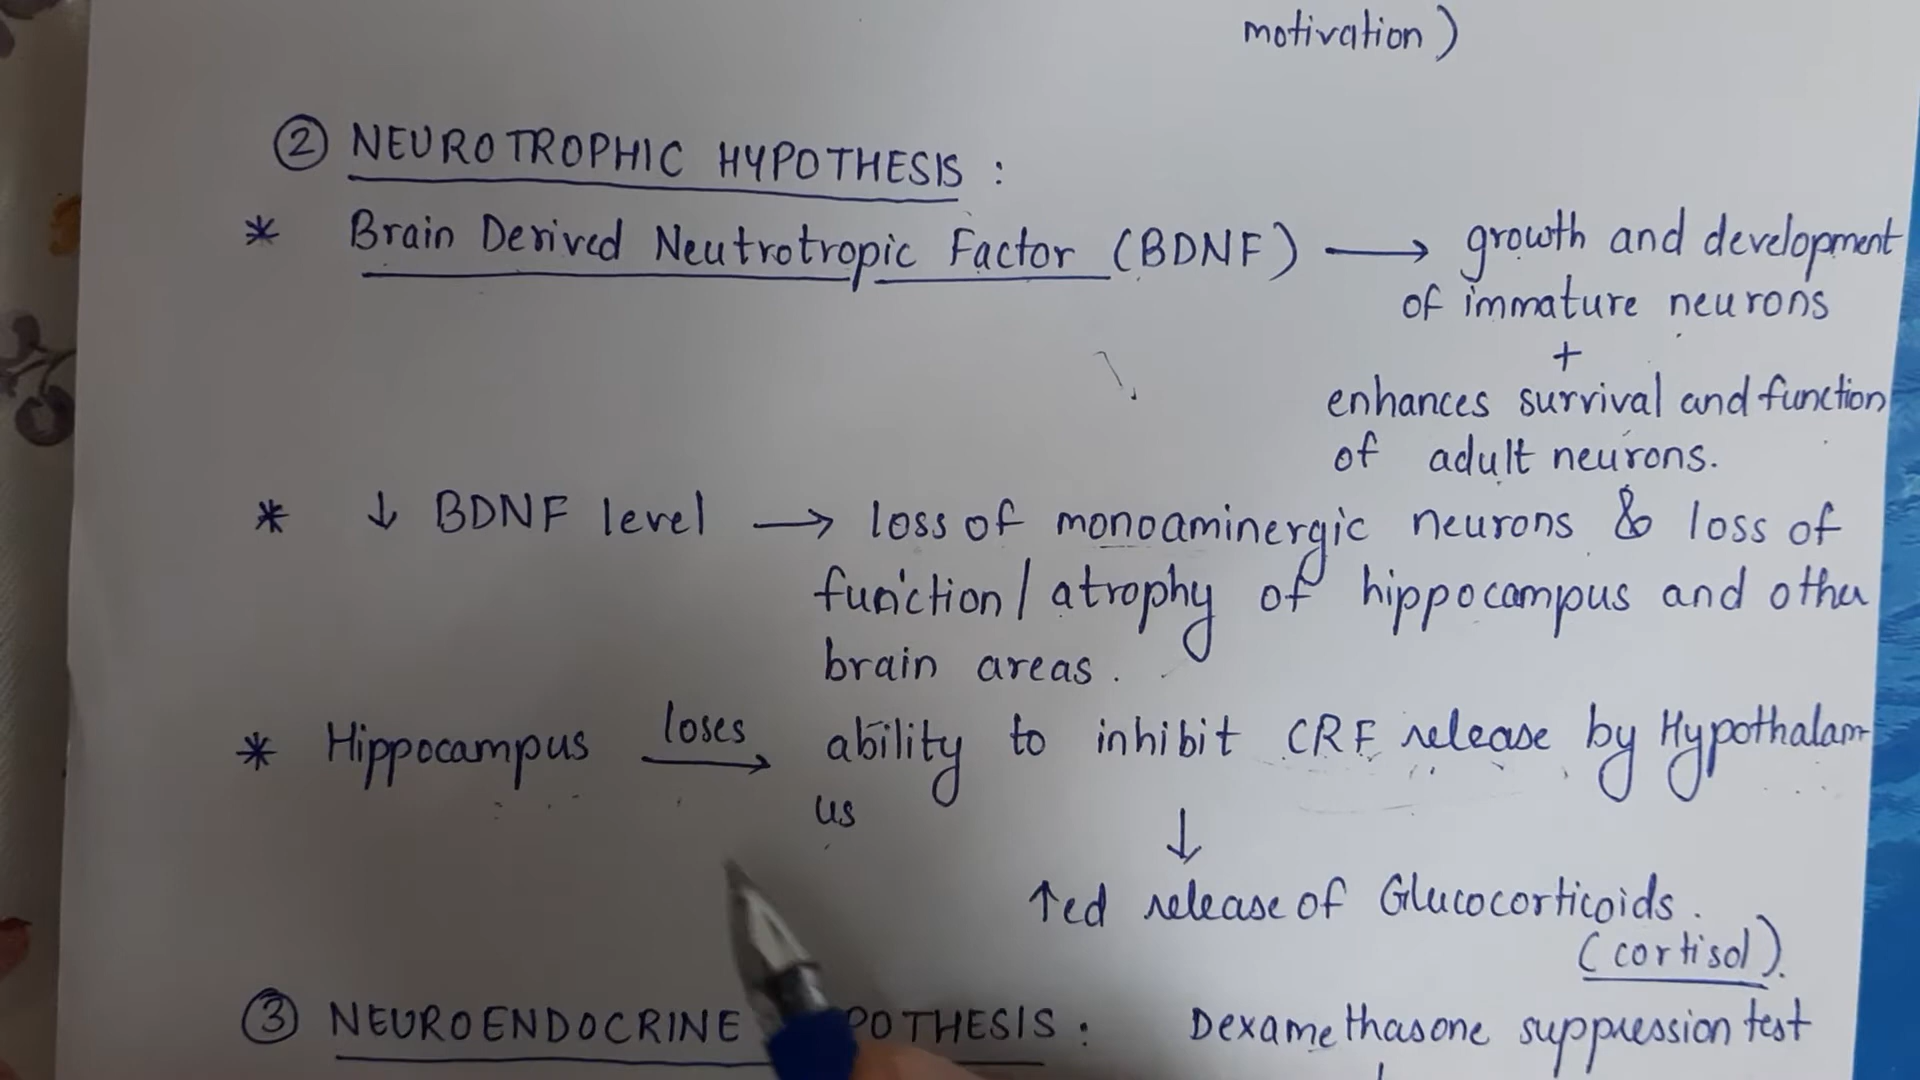 motivation)
② NEUROTROPHIC HYPOTHESIS :
* Brain Derived Neutrotropic Factor (BDNF) → growth and development
of immature neurons
+
enhances survival and function
of adult neurons.
* ↓ BDNF level → loss of monoaminergic neurons & loss of
function/atrophy of hippocampus and other
brain areas.
* Hippocampus loses → ability to inhibit CRF release by Hypothalam
us
↓
↑ed release of Glucocorticoids.
(cortisol).
③ NEUROENDOCRINE POTHESIS : Dexamethasone suppression test